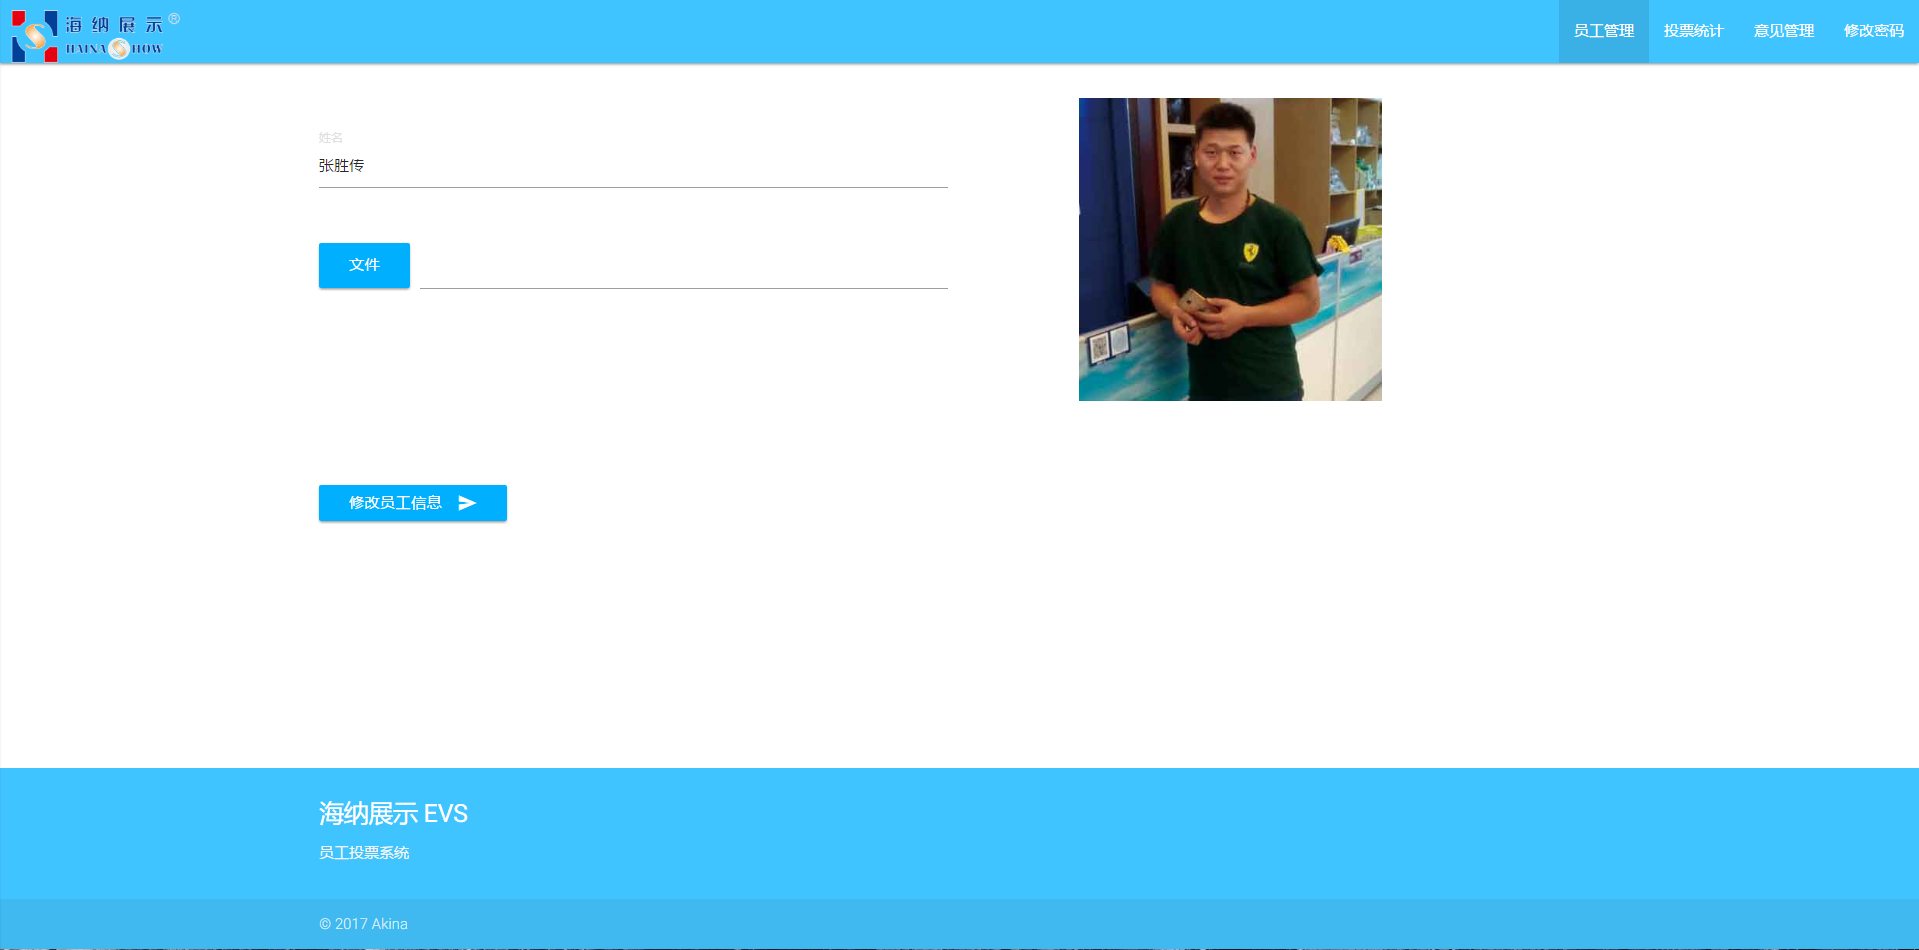 海纳展示®
HAINA SHOW
员工管理
投票统计
意见管理
修改密码
姓名
张胜传
文件
修改员工信息
海纳展示 EVS
员工投票系统
© 2017 Akina